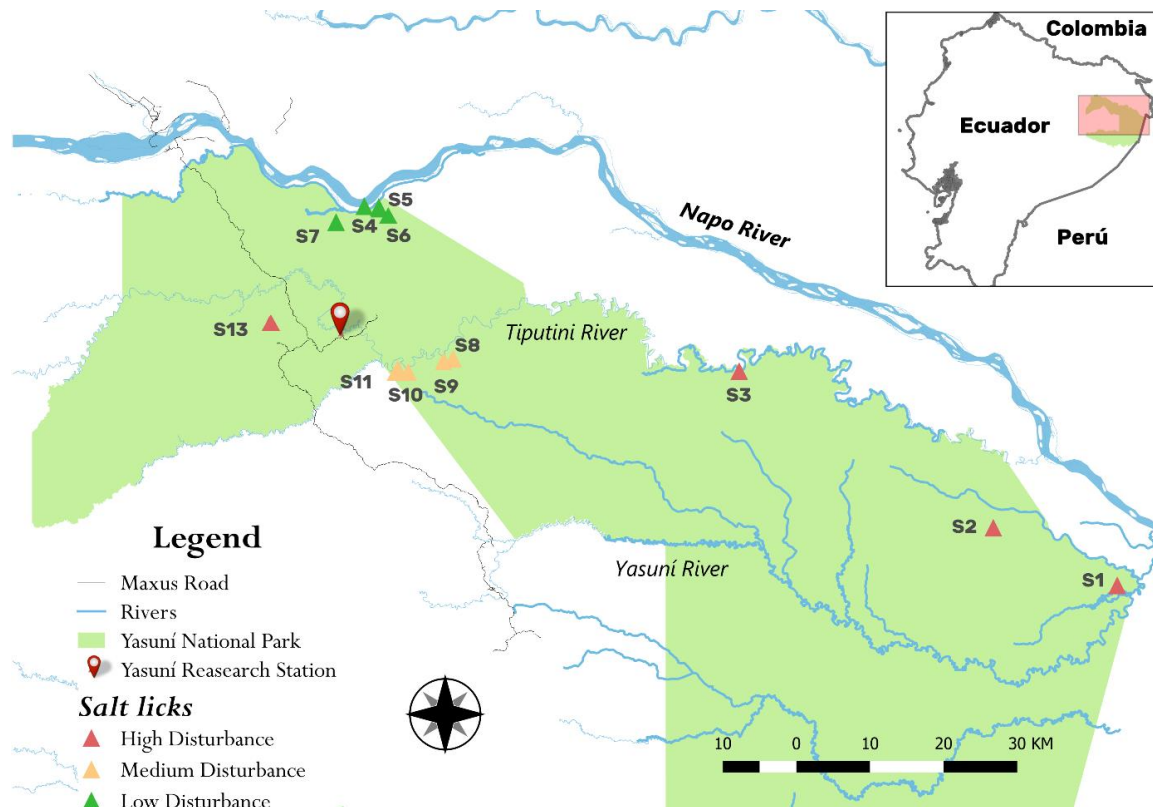 Colombia
Ecuador
Perú
Napo River
S5
S4
S6
S7
S13
Tiputini River
S8
S9
S11
S10
S3
S2
Yasuní River
S1
Legend
Maxus Road
Rivers
Yasuní National Park
Yasuní Reasearch Station
Salt licks
High Disturbance
Medium Disturbance
Low Disturbance
10 0 10 20 30 KM